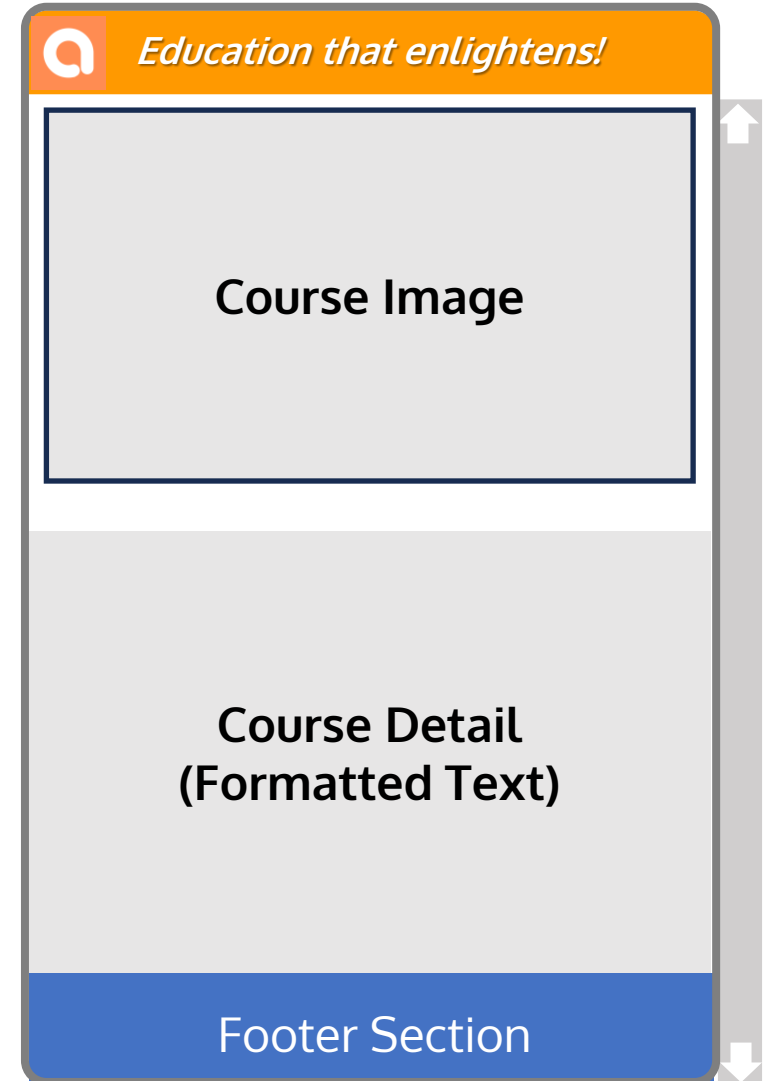 Education that enlightens!
Course Image
Course Detail
(Formatted Text)
Footer Section